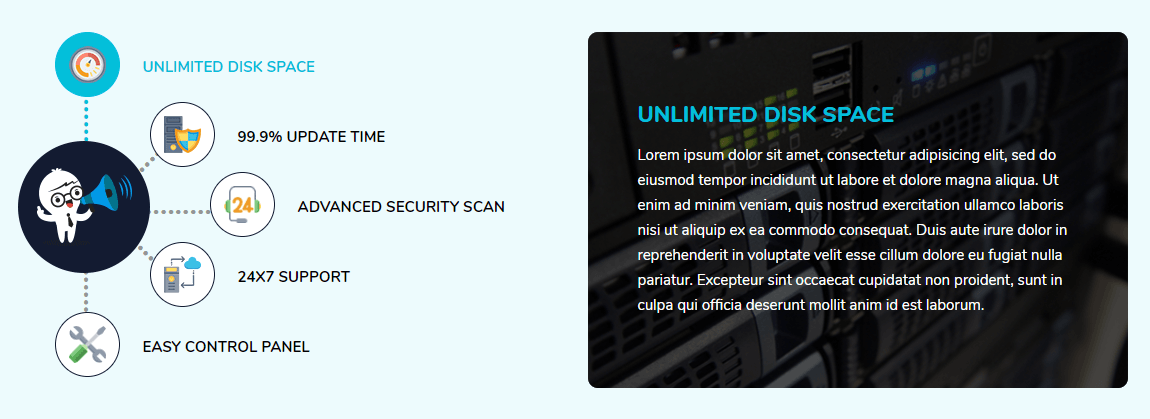 UNLIMITED DISK SPACE
99.9% UPDATE TIME
24
ADVANCED SECURITY SCAN
24X7 SUPPORT
EASY CONTROL PANEL
UNLIMITED DISK SPACE
Lorem ipsum dolor sit amet, consectetur adipisicing elit, sed do
eiusmod tempor incididunt ut labore et dolore magna aliqua. Ut
enim ad minim veniam, quis nostrud exercitation ullamco laboris
nisi ut aliquip ex ea commodo consequat. Duis aute irure dolor in
reprehenderit in voluptate velit esse cillum dolore eu fugiat nulla
pariatur. Excepteur sint occaecat cupidatat non proident, sunt in
culpa qui officia deserunt mollit anim id est laborum.